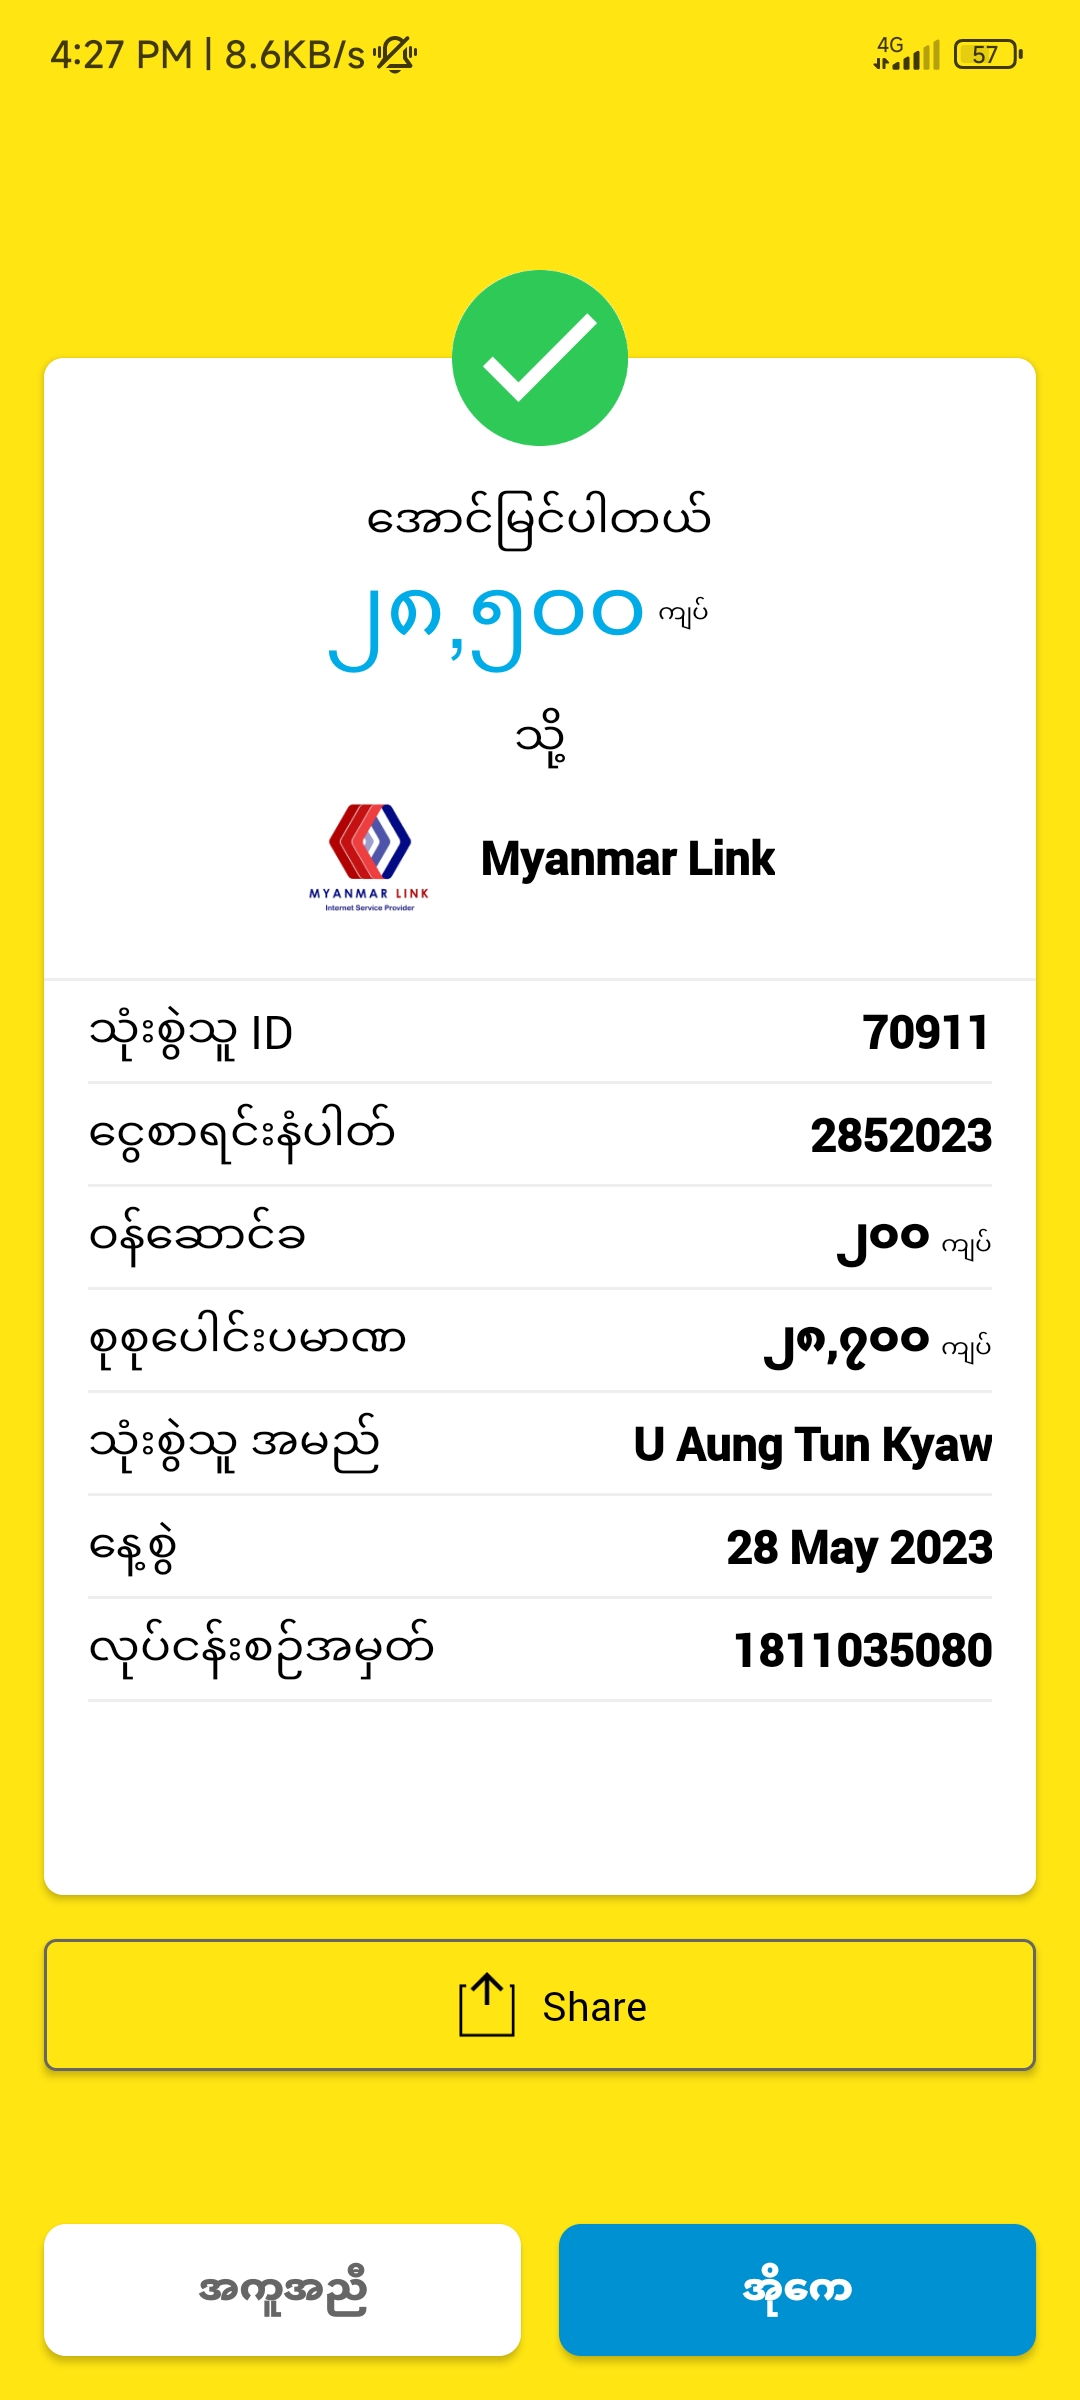 4:27 PM | 8.6KB/s
4G 57
အောင်မြင်ပါတယ်
၂၈,၅၀၀ ကျပ်
သို့
MYANMAR LINK
Internet Service Provider
Myanmar Link
သုံးစွဲသူ ID 70911
ငွေစာရင်းနံပါတ် 2852023
ဝန်ဆောင်ခ ၂၀၀ ကျပ်
စုစုပေါင်းပမာဏ ၂၈,၇၀၀ ကျပ်
သုံးစွဲသူ အမည် U Aung Tun Kyaw
နေ့စွဲ 28 May 2023
လုပ်ငန်းစဉ်အမှတ် 1811035080
Share
အကူအညီ
အိုကေ